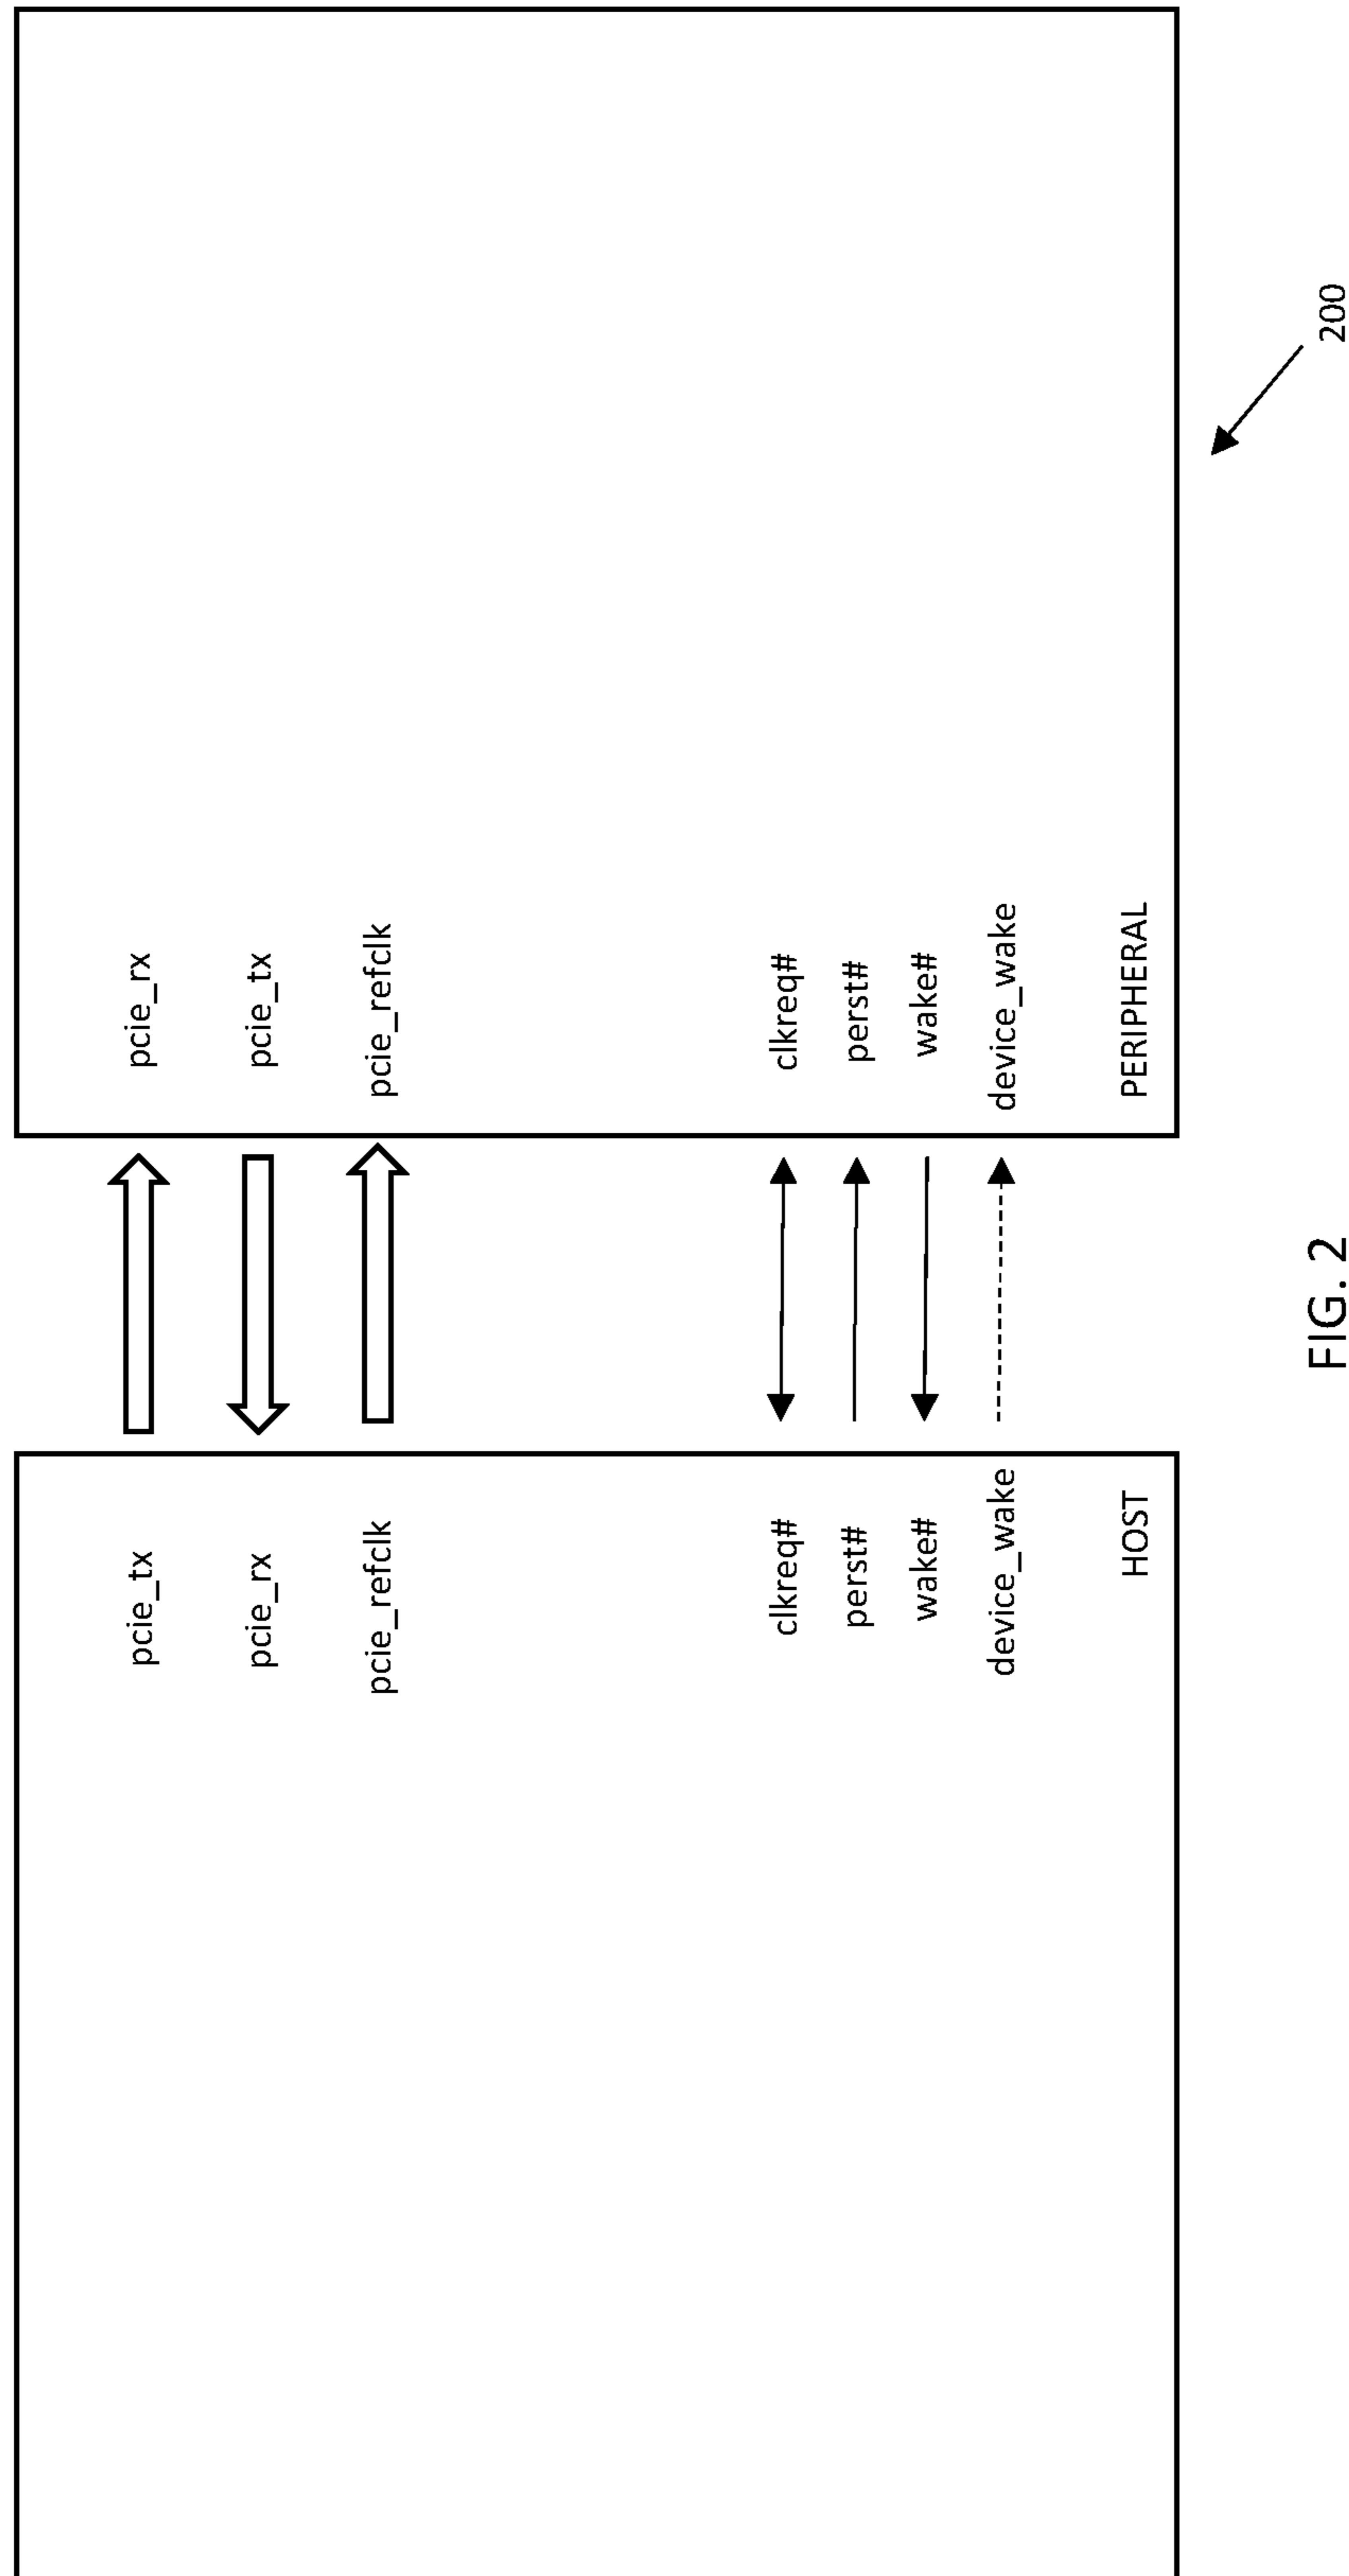 pcie_tx
pcie_rx
pcie_rx
pcie_tx
pcie_refclk
pcie_refclk
clkreq#
clkreq#
perst#
perst#
wake#
wake#
device_wake
device_wake
HOST
PERIPHERAL
200
FIG. 2